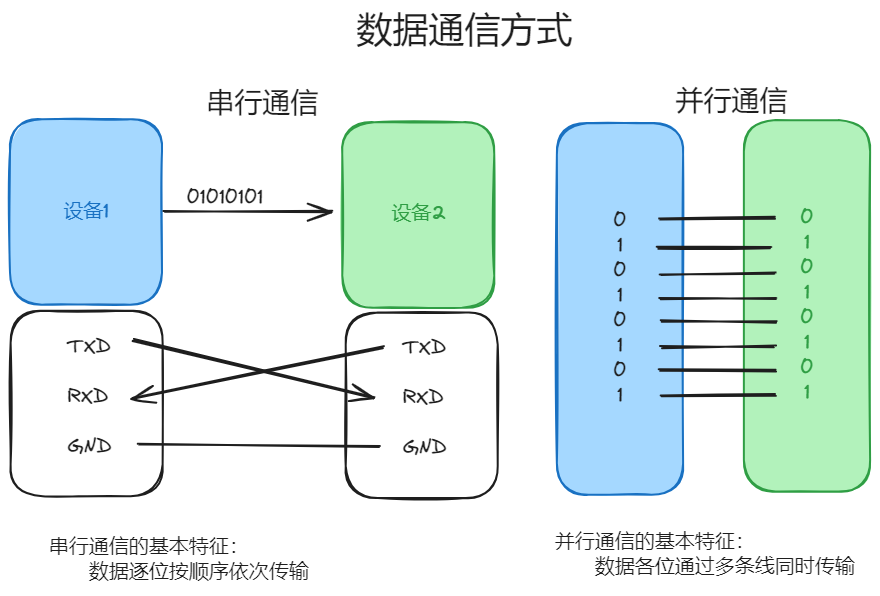 数据通信方式
串行通信
设备1
01010101
设备2
TXD
TXD
RXD
RXD
GND
GND
串行通信的基本特征：
数据逐位按顺序依次传输
并行通信
0 0
1 1
0 0
1 1
0 0
1 1
0 0
1 1
并行通信的基本特征：
数据各位通过多条线同时传输